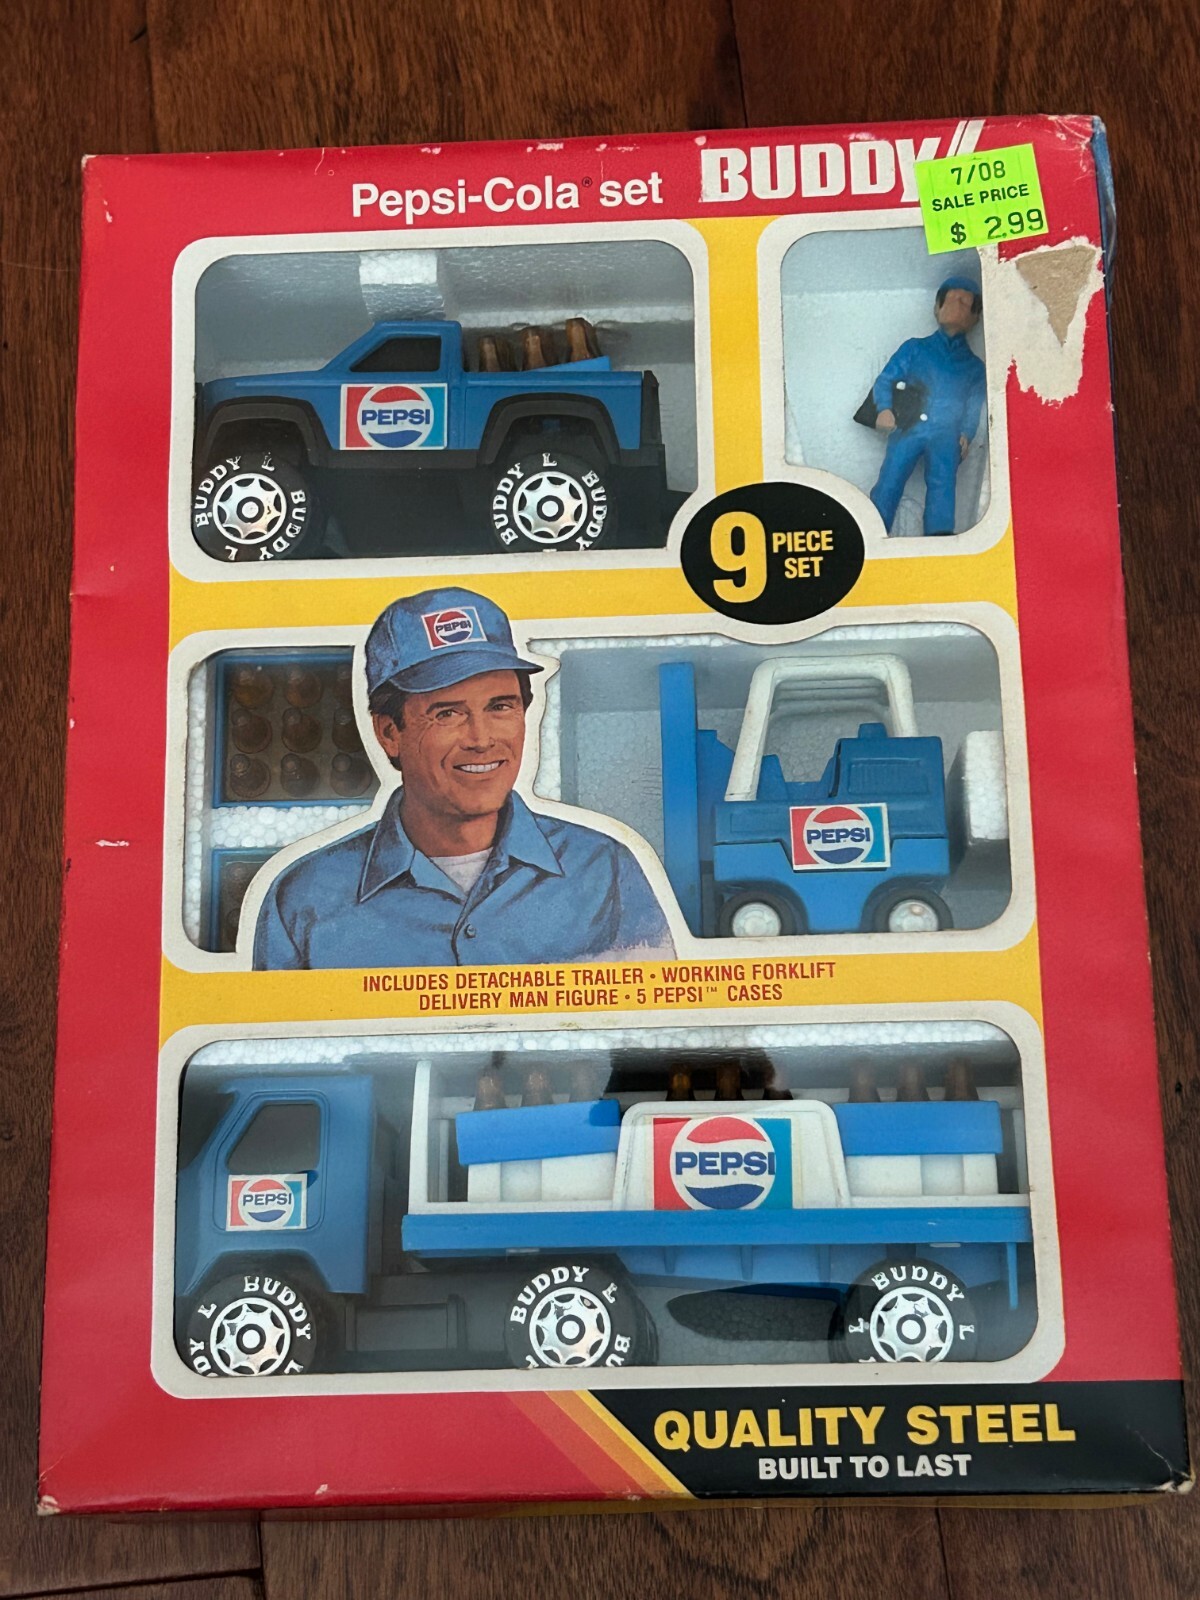 Pepsi-Cola® set
BUDDY
7/08
SALE PRICE
$ 2.99
PEPSI
BUDDY L BUDDY L
BUDDY L BUDDY
9 PIECE
SET
PEPSI
PEPSI
INCLUDES DETACHABLE TRAILER • WORKING FORKLIFT
DELIVERY MAN FIGURE • 5 PEPSI™ CASES
PEPSI
PEPSI
L BUDDY L
BUDDY L
BUDDY L
QUALITY STEEL
BUILT TO LAST